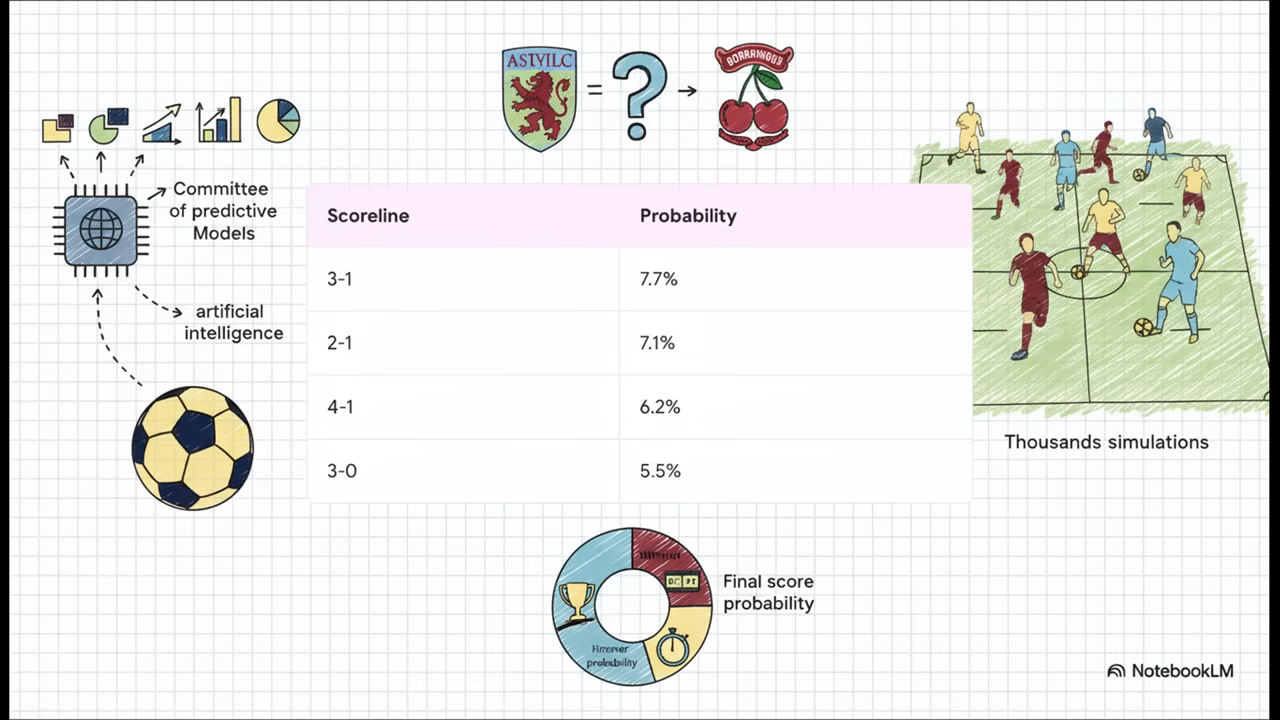 ASTVILC
Committee
of predictive
Models
artificial
intelligence
Scoreline Probability
3-1 7.7%
2-1 7.1%
4-1 6.2%
3-0 5.5%
Thousands simulations
Final score
probability
NotebookLM